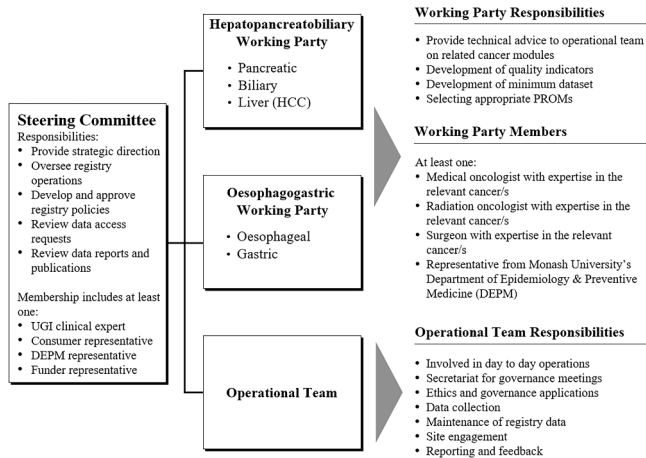 Steering Committee
Responsibilities:
• Provide strategic direction
• Oversee registry
operations
• Develop and approve
registry policies
• Review data access
requests
• Review data reports and
publications
Membership includes at least
one:
• UGI clinical expert
• Consumer representative
• DEPM representative
• Funder representative
Hepatopancreatobiliary
Working Party
• Pancreatic
• Biliary
• Liver (HCC)
Oesophagogastric
Working Party
• Oesophageal
• Gastric
Operational Team
Working Party Responsibilities
• Provide technical advice to operational team
on related cancer modules
• Development of quality indicators
• Development of minimum dataset
• Selecting appropriate PROMs
Working Party Members
At least one:
• Medical oncologist with expertise in the
relevant cancer/s
• Radiation oncologist with expertise in the
relevant cancer/s
• Surgeon with expertise in the relevant
cancer/s
• Representative from Monash University’s
Department of Epidemiology & Preventive
Medicine (DEPM)
Operational Team Responsibilities
• Involved in day to day operations
• Secretariat for governance meetings
• Ethics and governance applications
• Data collection
• Maintenance of registry data
• Site engagement
• Reporting and feedback